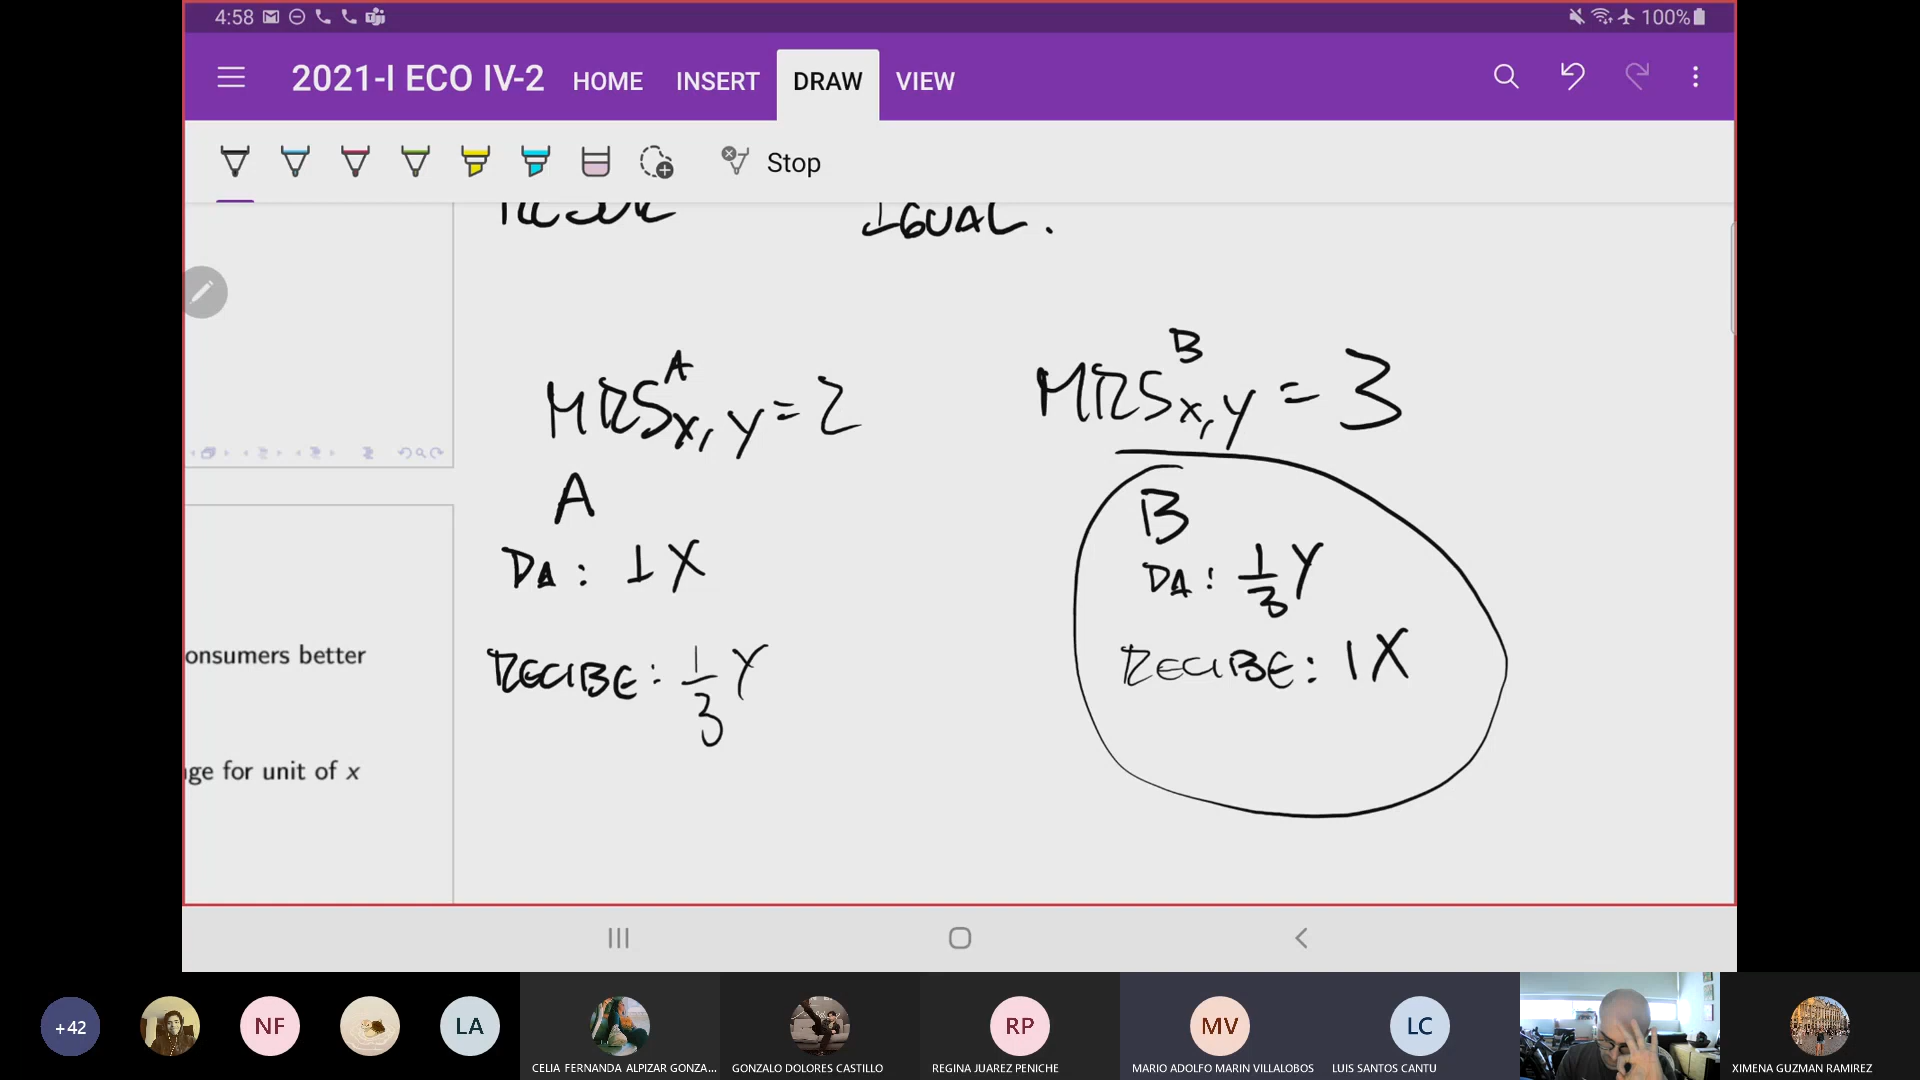 4:58 100%
2021-I ECO IV-2 HOME INSERT DRAW VIEW
Stop
IGUAL.
MRS^A_{x,y} = 2
MRS^B_{x,y} = 3
A
DA: 1X
RECIBE: 1/3 Y
B
DA: 1/3 Y
RECIBE: 1X
onsumers better
ge for unit of x
+42 NF LA RP MV LC
CELIA FERNANDA ALPIZAR GONZA... GONZALO DOLORES CASTILLO REGINA JUAREZ PENICHE MARIO ADOLFO MARIN VILLALOBOS LUIS SANTOS CANTU XIMENA GUZMAN RAMIREZ